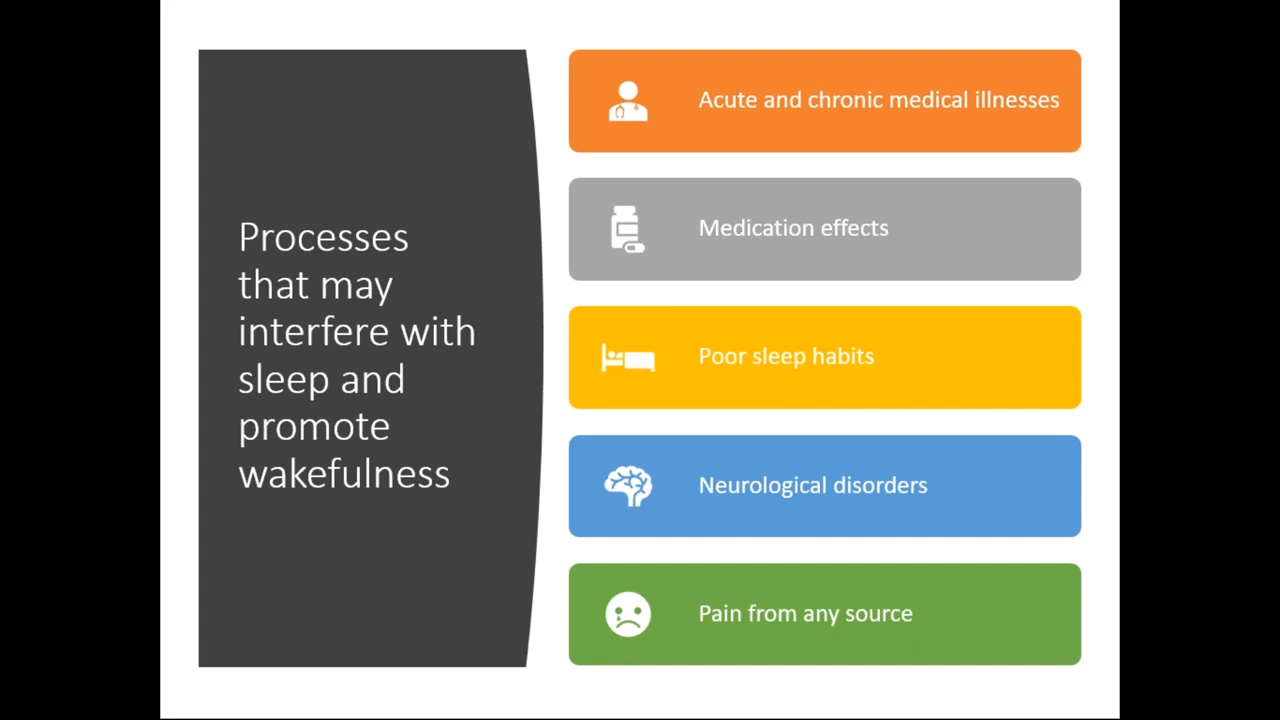 Processes
that may
interfere with
sleep and
promote
wakefulness
Acute and chronic medical illnesses
Medication effects
Poor sleep habits
Neurological disorders
Pain from any source